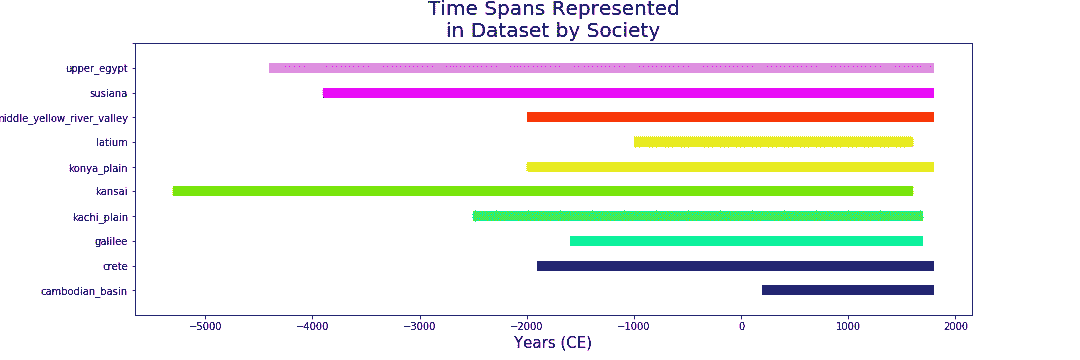 Time Spans Represented
in Dataset by Society
upper_egypt
susiana
niddle_yellow_river_valley
latium
konya_plain
kansai
kachi_plain
galilee
crete
cambodian_basin
−5000 −4000 −3000 −2000 −1000 0 1000 2000
Years (CE)